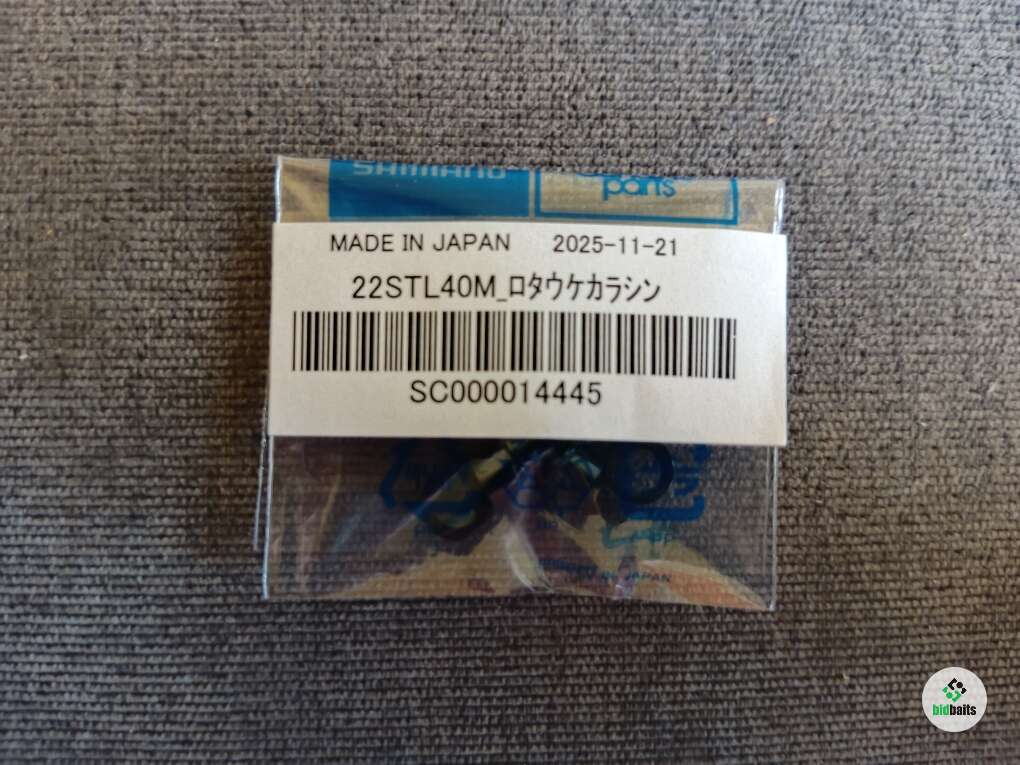 SHIMANO
parts
MADE IN JAPAN 2025-11-21
22STL40M_ロタウケカラシン
SC000014445
JAPAN
bidbaits